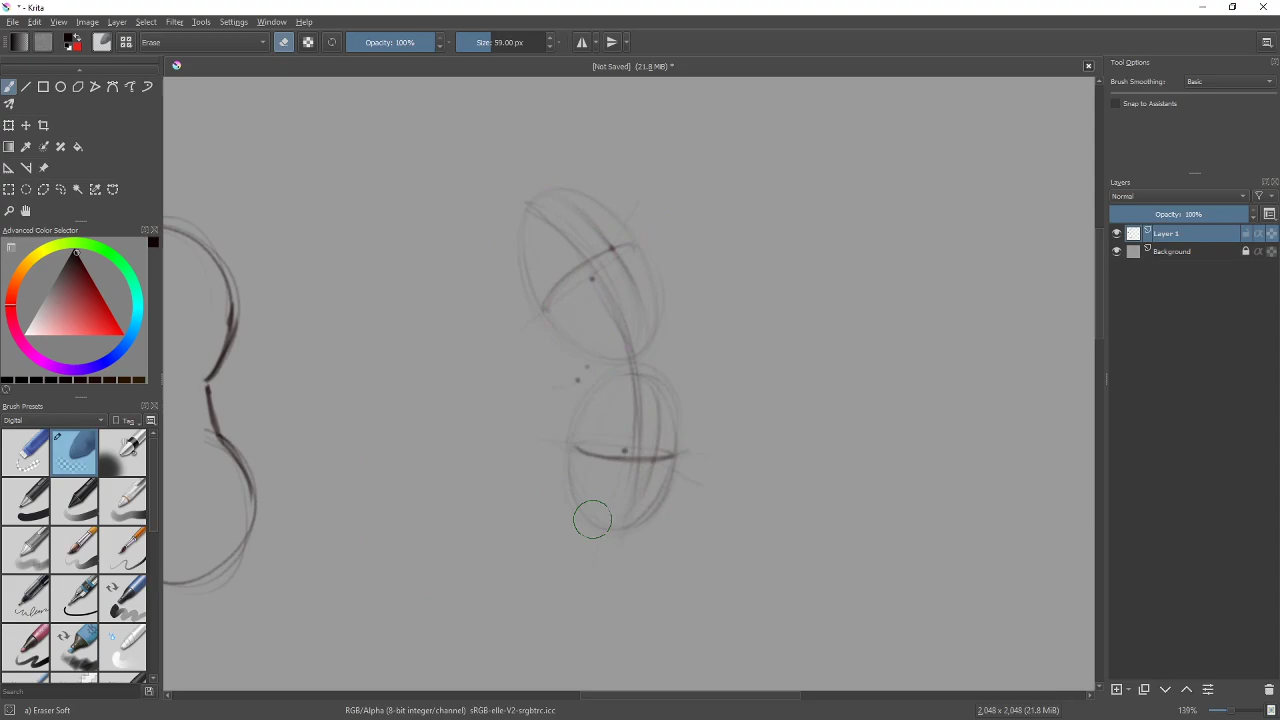 * - Krita
File Edit View Image Layer Select Filter Tools Settings Window Help
Erase Opacity: 100% Size: 59.00 px
[Not Saved] (21.8 MiB) *
Tool Options
Brush Smoothing: Basic
Snap to Assistants
Layers
Normal
Opacity: 100%
Layer 1
Background
Advanced Color Selector
Brush Presets
Digital Tag
Search
a) Eraser Soft
RGB/Alpha (8-bit integer/channel) sRGB-elle-V2-srgbtrc.icc
2,048 x 2,048 (21.8 MiB)
139%